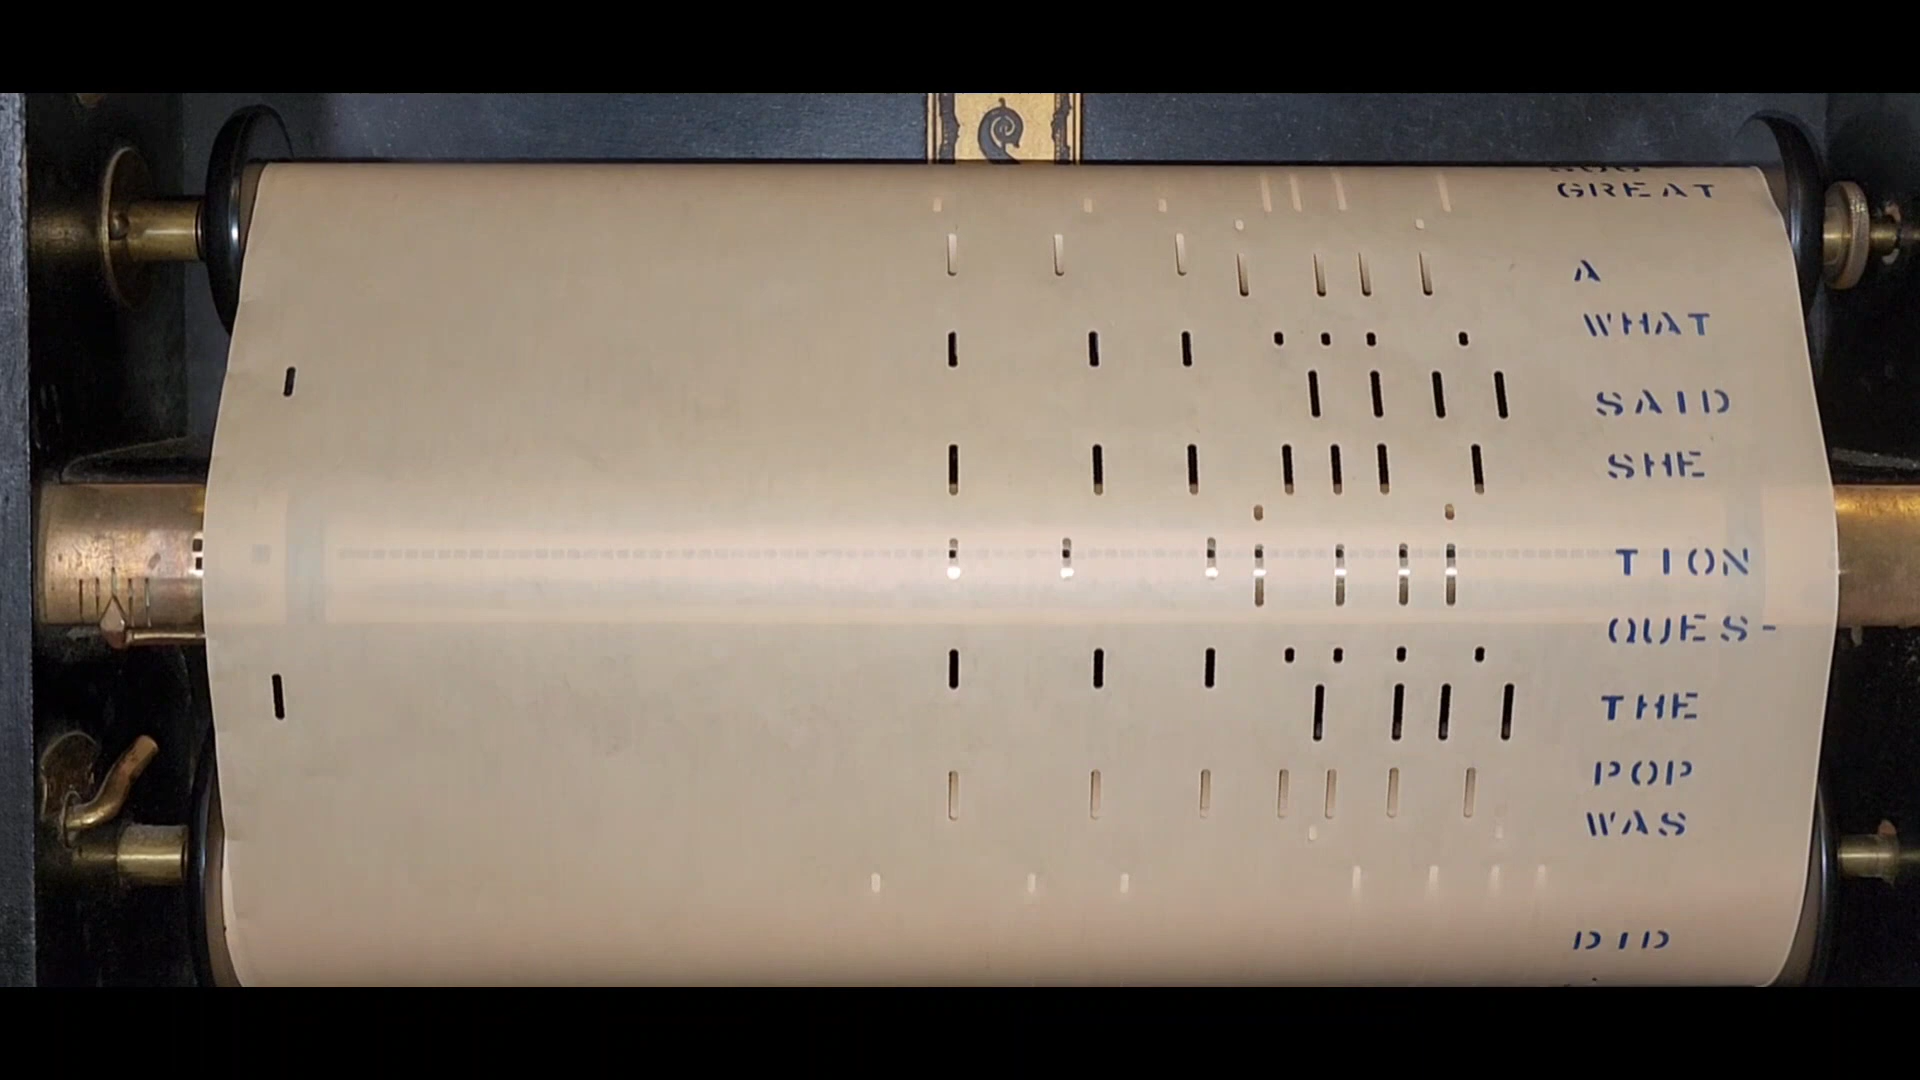 GREAT
A
WHAT
SAID
SHE
TION
QUES-
THE
POP
WAS
DID